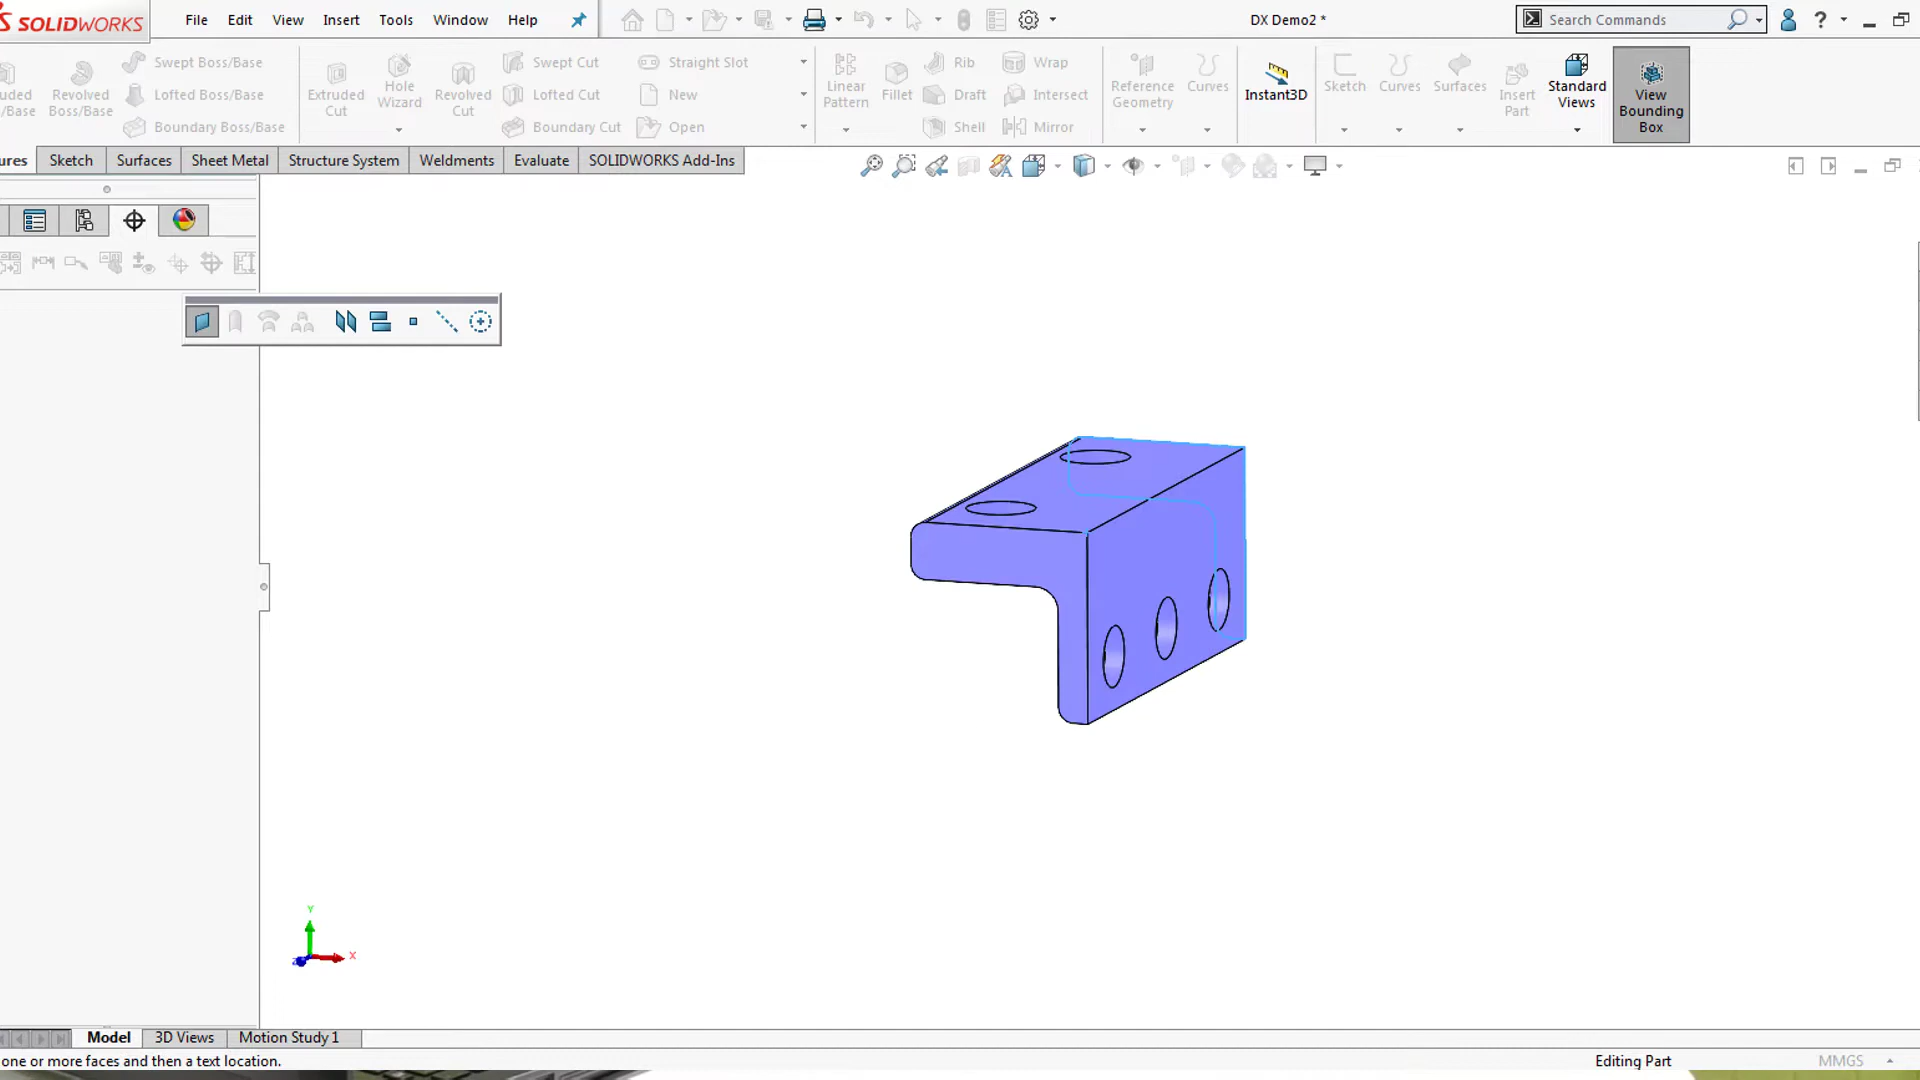 SOLIDWORKS File Edit View Insert Tools Window Help DX Demo2 * Search Commands ?
Swept Boss/Base Swept Cut Straight Slot Rib Wrap
uded Boss/Base Revolved Boss/Base Lofted Boss/Base Extruded Cut Hole Wizard Revolved Cut Lofted Cut New Linear Pattern Fillet Draft Intersect Reference Geometry Curves Instant3D Sketch Curves Surfaces Insert Part Standard Views View Bounding Box
Boundary Boss/Base Boundary Cut Open Shell Mirror
ures Sketch Surfaces Sheet Metal Structure System Weldments Evaluate SOLIDWORKS Add-Ins
Y
X
Z
Model 3D Views Motion Study 1
one or more faces and then a text location. Editing Part MMGS